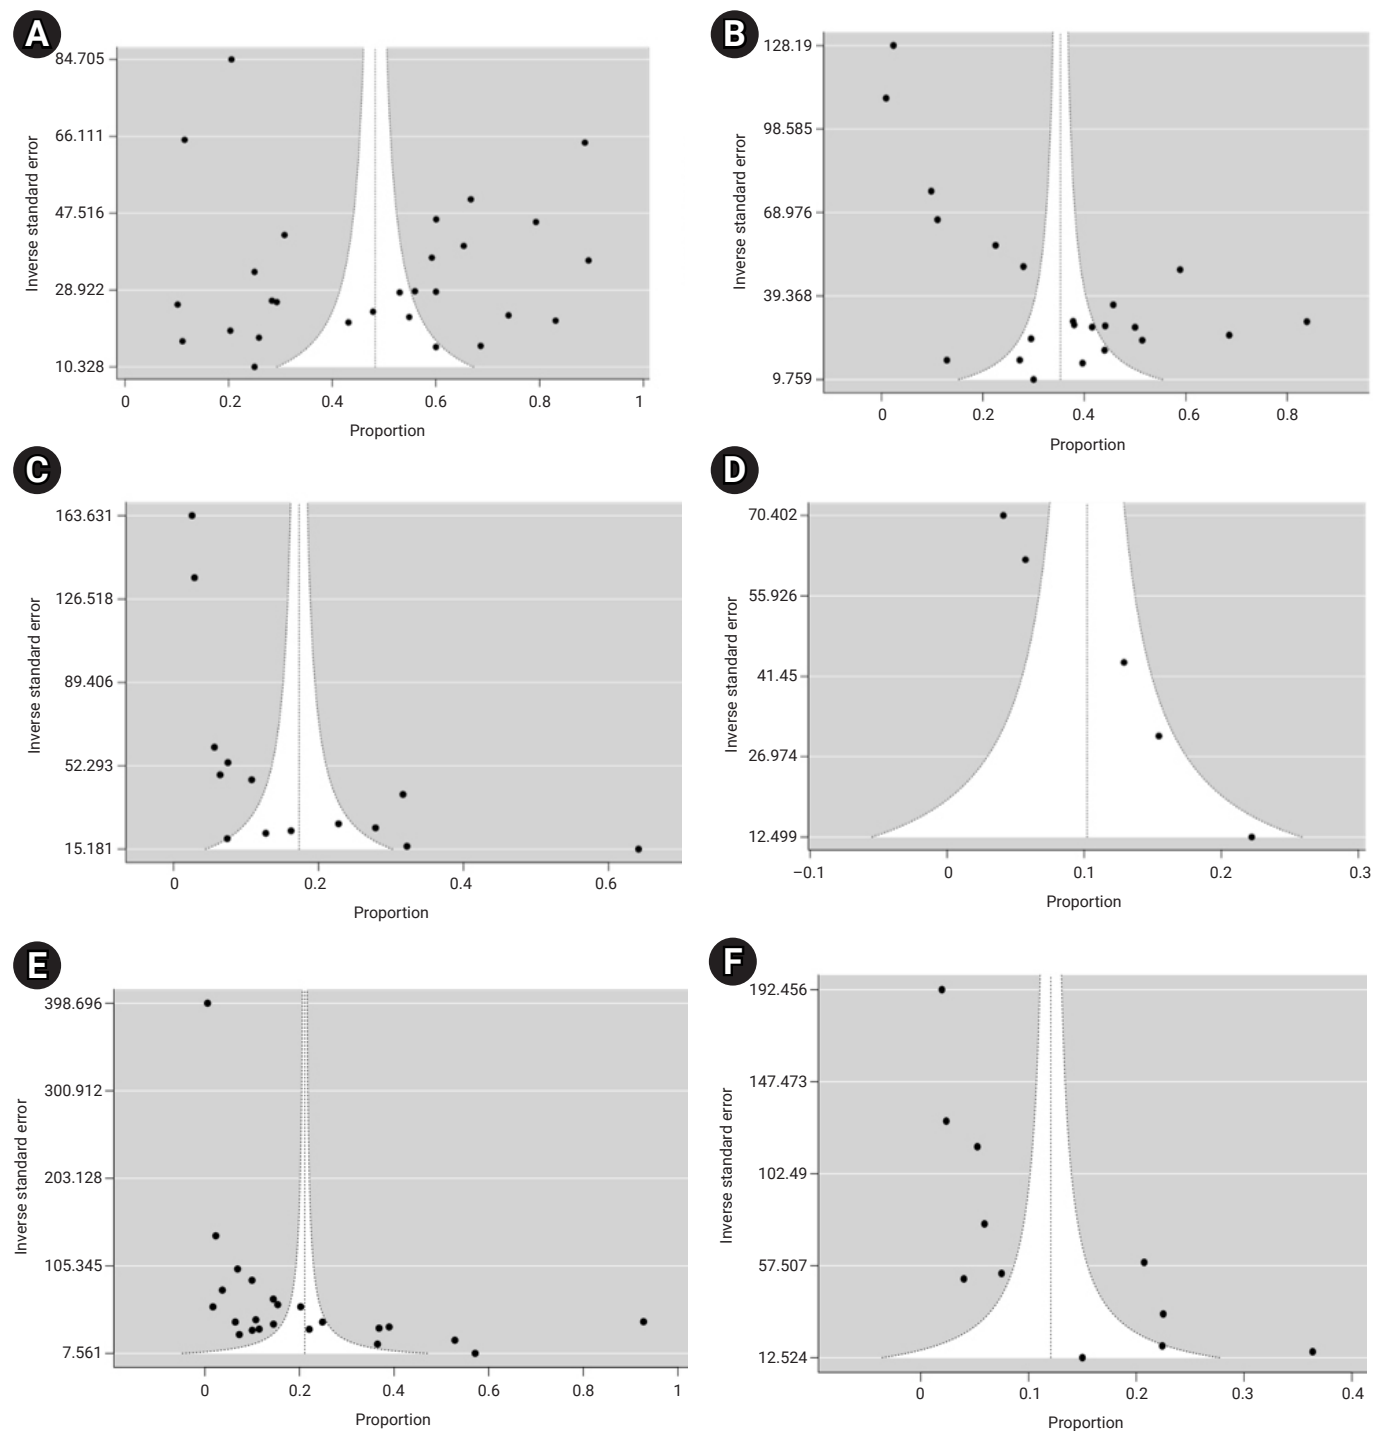 A
84.705
66.111
47.516
28.922
10.328
Inverse standard error
0 0.2 0.4 0.6 0.8 1
Proportion
B
128.19
98.585
68.976
39.368
9.759
Inverse standard error
0 0.2 0.4 0.6 0.8
Proportion
C
163.631
126.518
89.406
52.293
15.181
Inverse standard error
0 0.2 0.4 0.6
Proportion
D
70.402
55.926
41.45
26.974
12.499
Inverse standard error
−0.1 0 0.1 0.2 0.3
Proportion
E
398.696
300.912
203.128
105.345
7.561
Inverse standard error
0 0.2 0.4 0.6 0.8 1
Proportion
F
192.456
147.473
102.49
57.507
12.524
Inverse standard error
0 0.1 0.2 0.3 0.4
Proportion